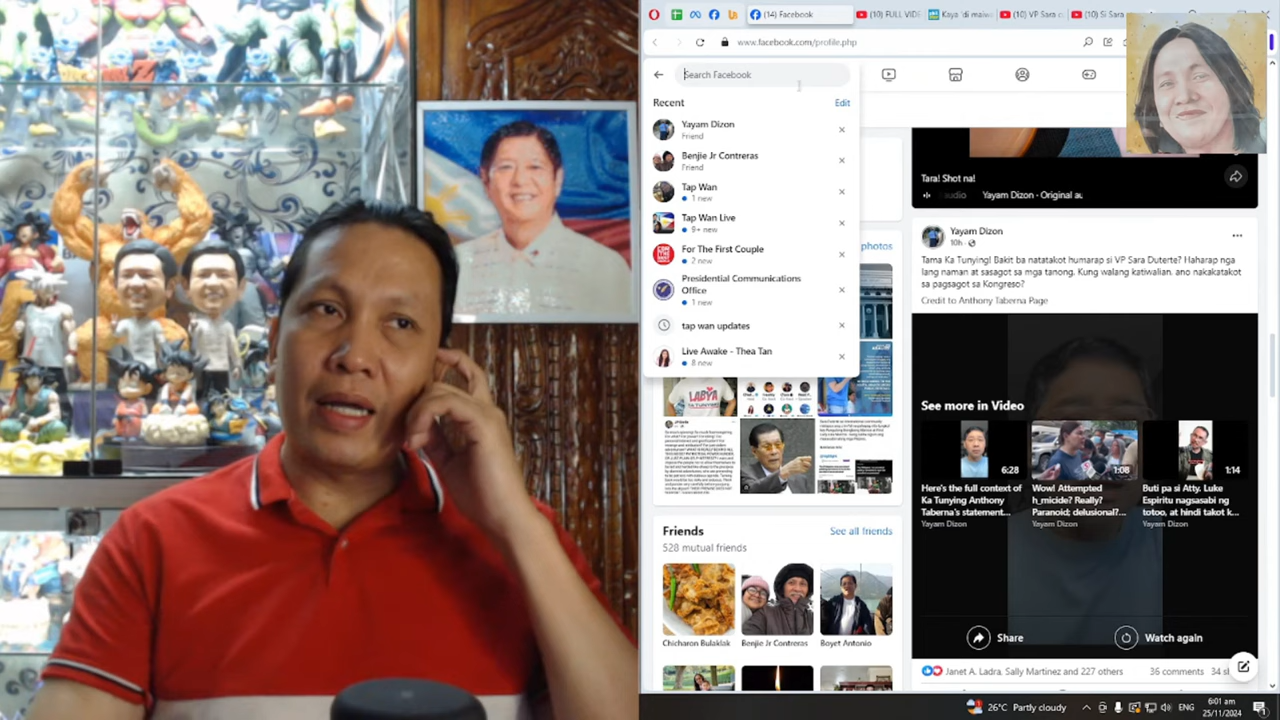 (14) Facebook
(10) FULL VIDE
Kaya 'di maiwa
(10) VP Sara c
(10) Si Sara
www.facebook.com/profile.php
Search Facebook
Recent
Edit
Yayam Dizon
Friend
Benjie Jr Contreras
Friend
Tap Wan
1 new
Tap Wan Live
9+ new
For The First Couple
2 new
Presidential Communications
Office
1 new
tap wan updates
Live Awake - Thea Tan
8 new
photos
LABYA
Friends
See all friends
528 mutual friends
Chicharon Bulaklak
Benjie Jr Contreras
Boyet Antonio
Tara! Shot na!
Yayam Dizon · Original au
Yayam Dizon
10h ·
Tama Ka Tunying! Bakit ba natatakot humarap si VP Sara Duterte? Haharap nga
lang naman at sasagot sa mga tanong. Kung walang katiwalian. ano nakakatakot
sa pagsagot sa Kongreso?
Credit to Anthony Taberna Page
See more in Video
6:28
1:08
1:14
Here's the full context of
Ka Tunying Anthony
Taberna's statement...
Yayam Dizon
Wow! Attempted
h_micide? Really?
Paranoid; delusional?...
Yayam Dizon
Buti pa si Atty. Luke
Espiritu nagsasabi ng
totoo, at hindi takot k...
Yayam Dizon
Share
Watch again
Janet A. Ladra, Sally Martinez and 227 others
36 comments
34 sh
26°C Partly cloudy
ENG
6:01 am
25/11/2024